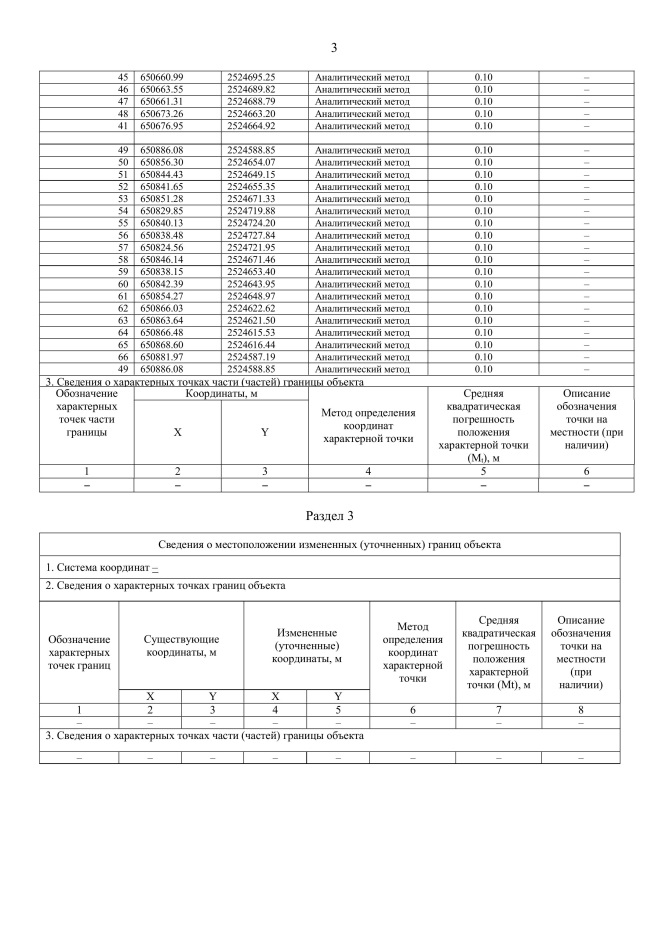 3
45 650660.99 2524695.25 Аналитический метод 0.10 –
46 650663.55 2524689.82 Аналитический метод 0.10 –
47 650661.31 2524688.79 Аналитический метод 0.10 –
48 650673.26 2524663.20 Аналитический метод 0.10 –
41 650676.95 2524664.92 Аналитический метод 0.10 –
49 650886.08 2524588.85 Аналитический метод 0.10 –
50 650856.30 2524654.07 Аналитический метод 0.10 –
51 650844.43 2524649.15 Аналитический метод 0.10 –
52 650841.65 2524655.35 Аналитический метод 0.10 –
53 650851.28 2524671.33 Аналитический метод 0.10 –
54 650829.85 2524719.88 Аналитический метод 0.10 –
55 650840.13 2524724.20 Аналитический метод 0.10 –
56 650838.48 2524727.84 Аналитический метод 0.10 –
57 650824.56 2524721.95 Аналитический метод 0.10 –
58 650846.14 2524671.46 Аналитический метод 0.10 –
59 650838.15 2524653.40 Аналитический метод 0.10 –
60 650842.39 2524643.95 Аналитический метод 0.10 –
61 650854.27 2524648.97 Аналитический метод 0.10 –
62 650866.03 2524622.62 Аналитический метод 0.10 –
63 650863.64 2524621.50 Аналитический метод 0.10 –
64 650866.48 2524615.53 Аналитический метод 0.10 –
65 650868.60 2524616.44 Аналитический метод 0.10 –
66 650881.97 2524587.19 Аналитический метод 0.10 –
49 650886.08 2524588.85 Аналитический метод 0.10 –
3. Сведения о характерных точках части (частей) границы объекта
Обозначение
характерных
точек части
границы
Координаты, м
X Y
Метод определения
координат
характерной точки
Средняя
квадратическая
погрешность
положения
характерной точки
(Mt), м
Описание
обозначения
точки на
местности (при
наличии)
1 2 3 4 5 6
– – – – – –
Раздел 3
Сведения о местоположении измененных (уточненных) границ объекта
1. Система координат –
2. Сведения о характерных точках границ объекта
Обозначение
характерных
точек границ
Существующие
координаты, м
Измененные
(уточненные)
координаты, м
Метод
определения
координат
характерной
точки
Средняя
квадратическая
погрешность
положения
характерной
точки (Mt), м
Описание
обозначения
точки на
местности
(при
наличии)
X Y X Y
1 2 3 4 5 6 7 8
– – – – – – – –
3. Сведения о характерных точках части (частей) границы объекта
– – – – – – – –